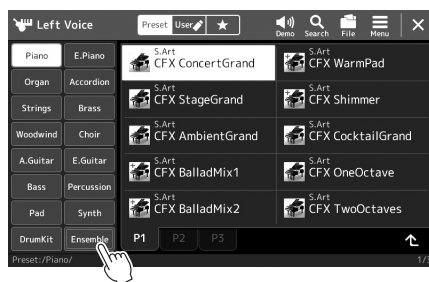 Left Voice
Preset User
Demo Search File Menu
Piano E.Piano
Organ Accordion
Strings Brass
Woodwind Choir
A.Guitar E.Guitar
Bass Percussion
Pad Synth
DrumKit Ensemble
S.Art
CFX ConcertGrand
S.Art
CFX WarmPad
S.Art
CFX StageGrand
S.Art
CFX Shimmer
S.Art
CFX AmbientGrand
S.Art
CFX CocktailGrand
S.Art
CFX BalladMix1
S.Art
CFX OneOctave
S.Art
CFX BalladMix2
S.Art
CFX TwoOctaves
P1 P2 P3
Preset:/Piano/
1/3